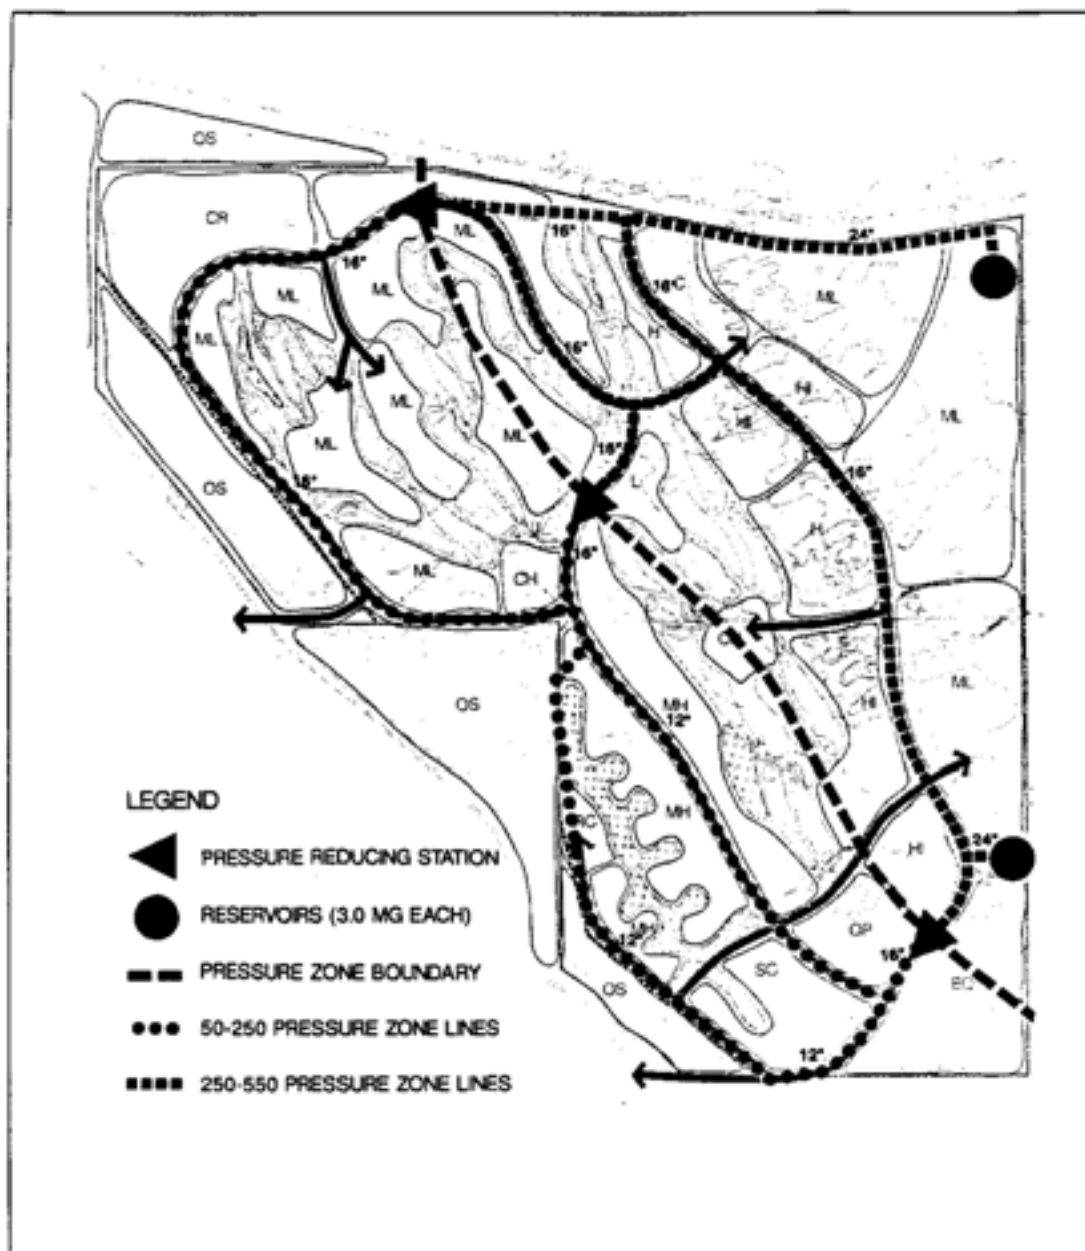 OS
CR
ML
16"
24"
16"
ML
16"
ML
ML
ML
H
16"
ML
ML
ML
ML
ML
16"
16"
OS
16"
L
H
16"
ML
CH
ML
OS
MH
12"
HI
MH
LEGEND
PRESSURE REDUCING STATION
RC
HI
24"
RESERVOIRS (3.0 MG EACH)
12"
OP
16"
PRESSURE ZONE BOUNDARY
SC
EQ
OS
50-250 PRESSURE ZONE LINES
12"
250-550 PRESSURE ZONE LINES